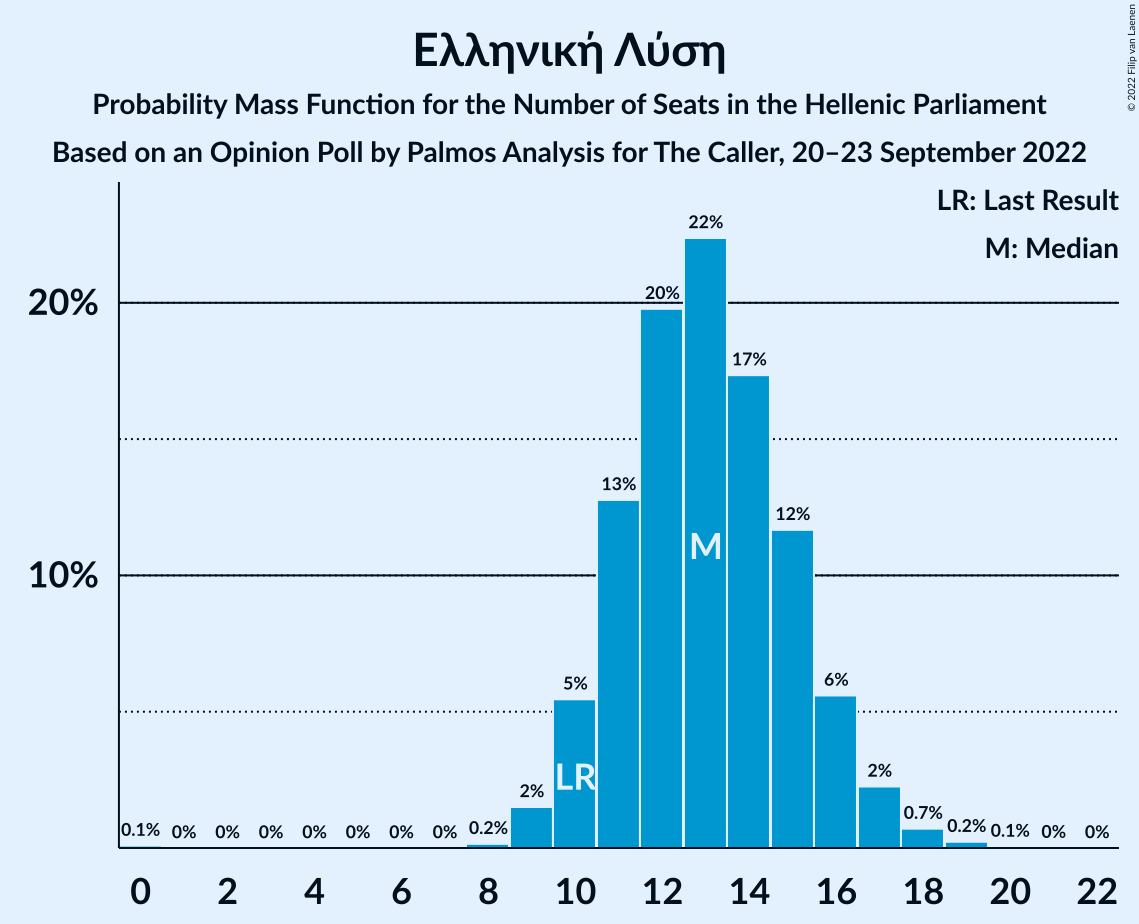 Ελληνική Λύση
Probability Mass Function for the Number of Seats in the Hellenic Parliament
Based on an Opinion Poll by Palmos Analysis for The Caller, 20–23 September 2022
© 2022 Filip van Laenen
LR: Last Result
M: Median
20%
10%
0.1% 0% 0% 0% 0% 0% 0% 0% 0.2% 2% 5% 13% 20% 22% 17% 12% 6% 2% 0.7% 0.2% 0.1% 0% 0%
M
LR
0 2 4 6 8 10 12 14 16 18 20 22